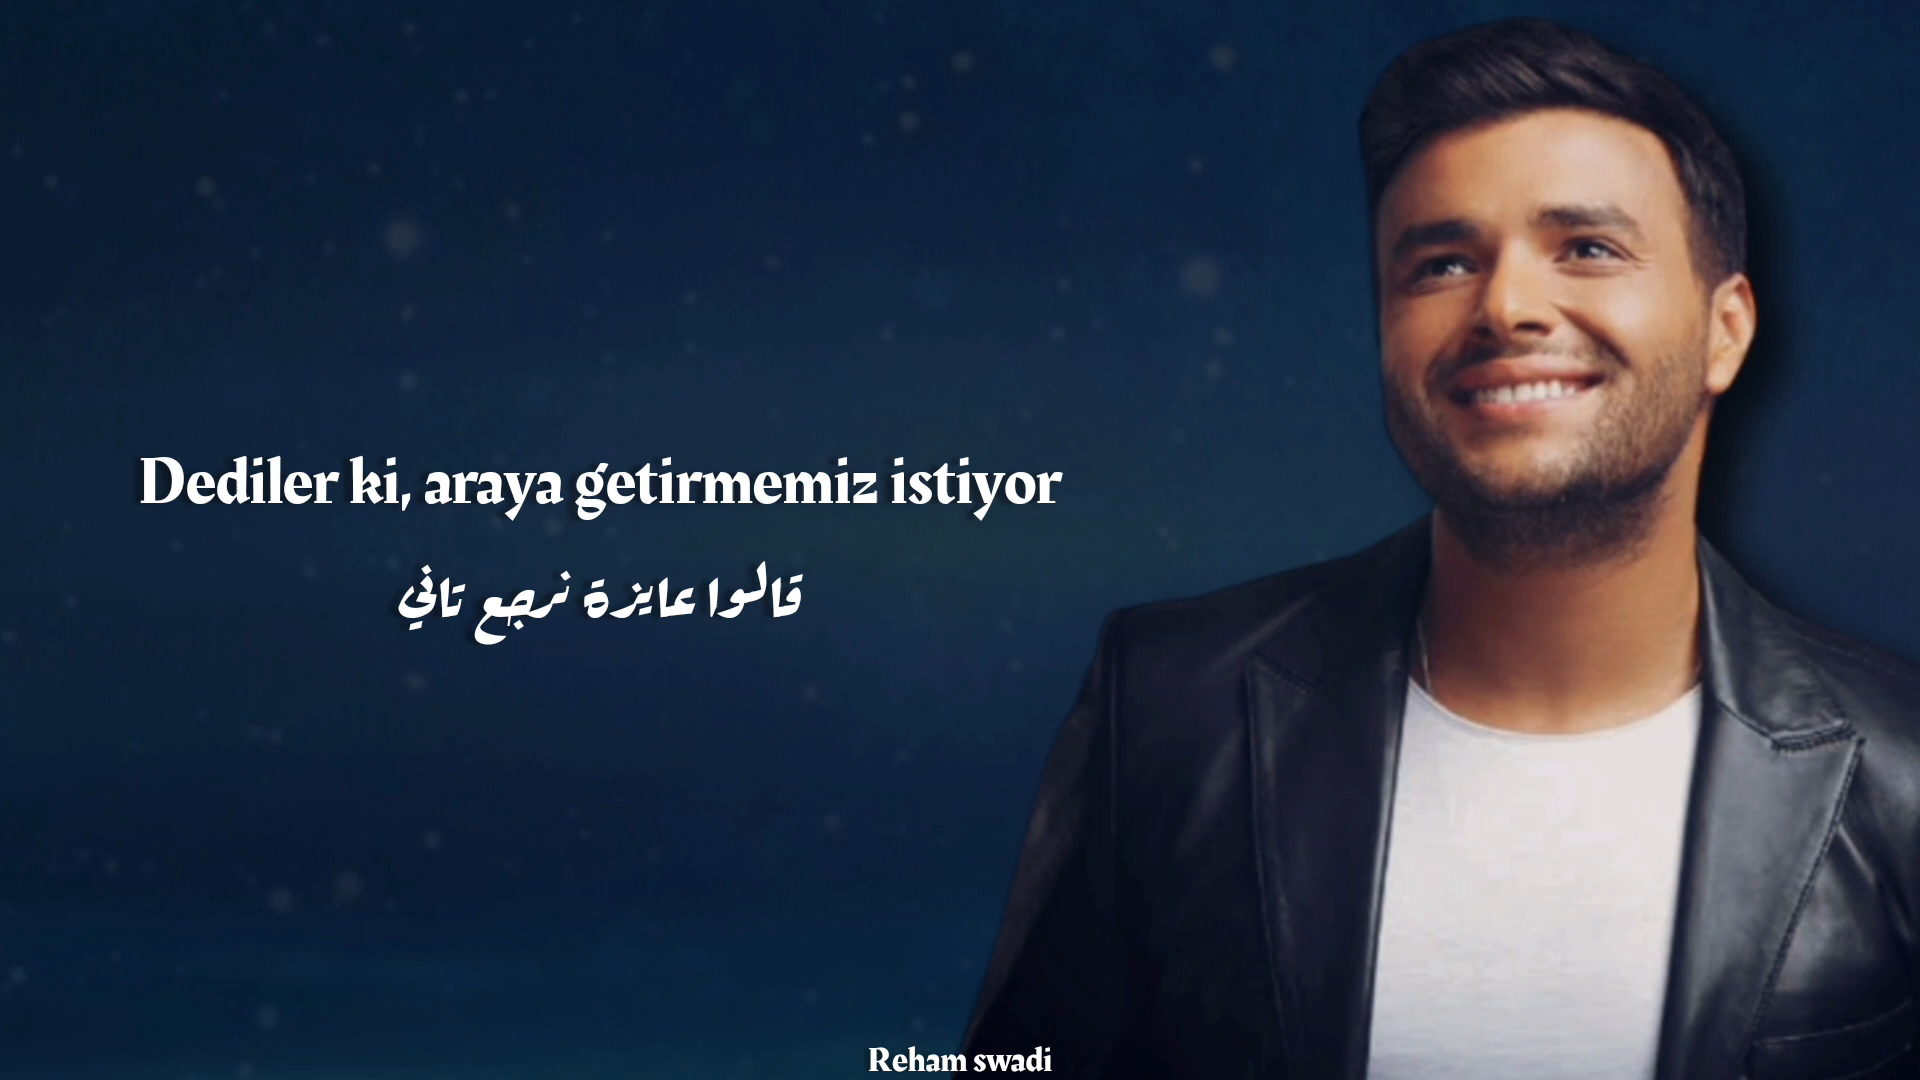 Dediler ki, araya getirmemiz istiyor
قالوا عايزة نرجع تاني
Reham swadi